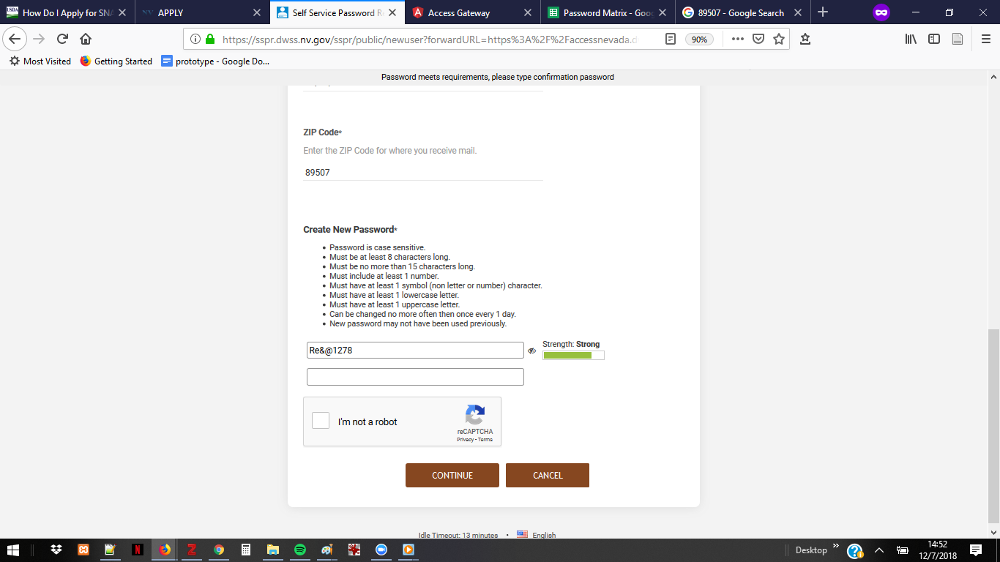 How Do I Apply for SNA
APPLY
Self Service Password Re
Access Gateway
Password Matrix - Goog
89507 - Google Search
https://sspr.dwss.nv.gov/sspr/public/newuser?forwardURL=https%3A%2F%2Faccessnevada.d
90%
Most Visited
Getting Started
prototype - Google Do...
Password meets requirements, please type confirmation password
ZIP Code*
Enter the ZIP Code for where you receive mail.
89507
Create New Password*
• Password is case sensitive.
• Must be at least 8 characters long.
• Must be no more than 15 characters long.
• Must include at least 1 number.
• Must have at least 1 symbol (non letter or number) character.
• Must have at least 1 lowercase letter.
• Must have at least 1 uppercase letter.
• Can be changed no more often then once every 1 day.
• New password may not have been used previously.
Re&@1278
Strength: Strong
I'm not a robot
reCAPTCHA
Privacy - Terms
CONTINUE
CANCEL
Idle Timeout: 13 minutes • English
Desktop
14:52
12/7/2018